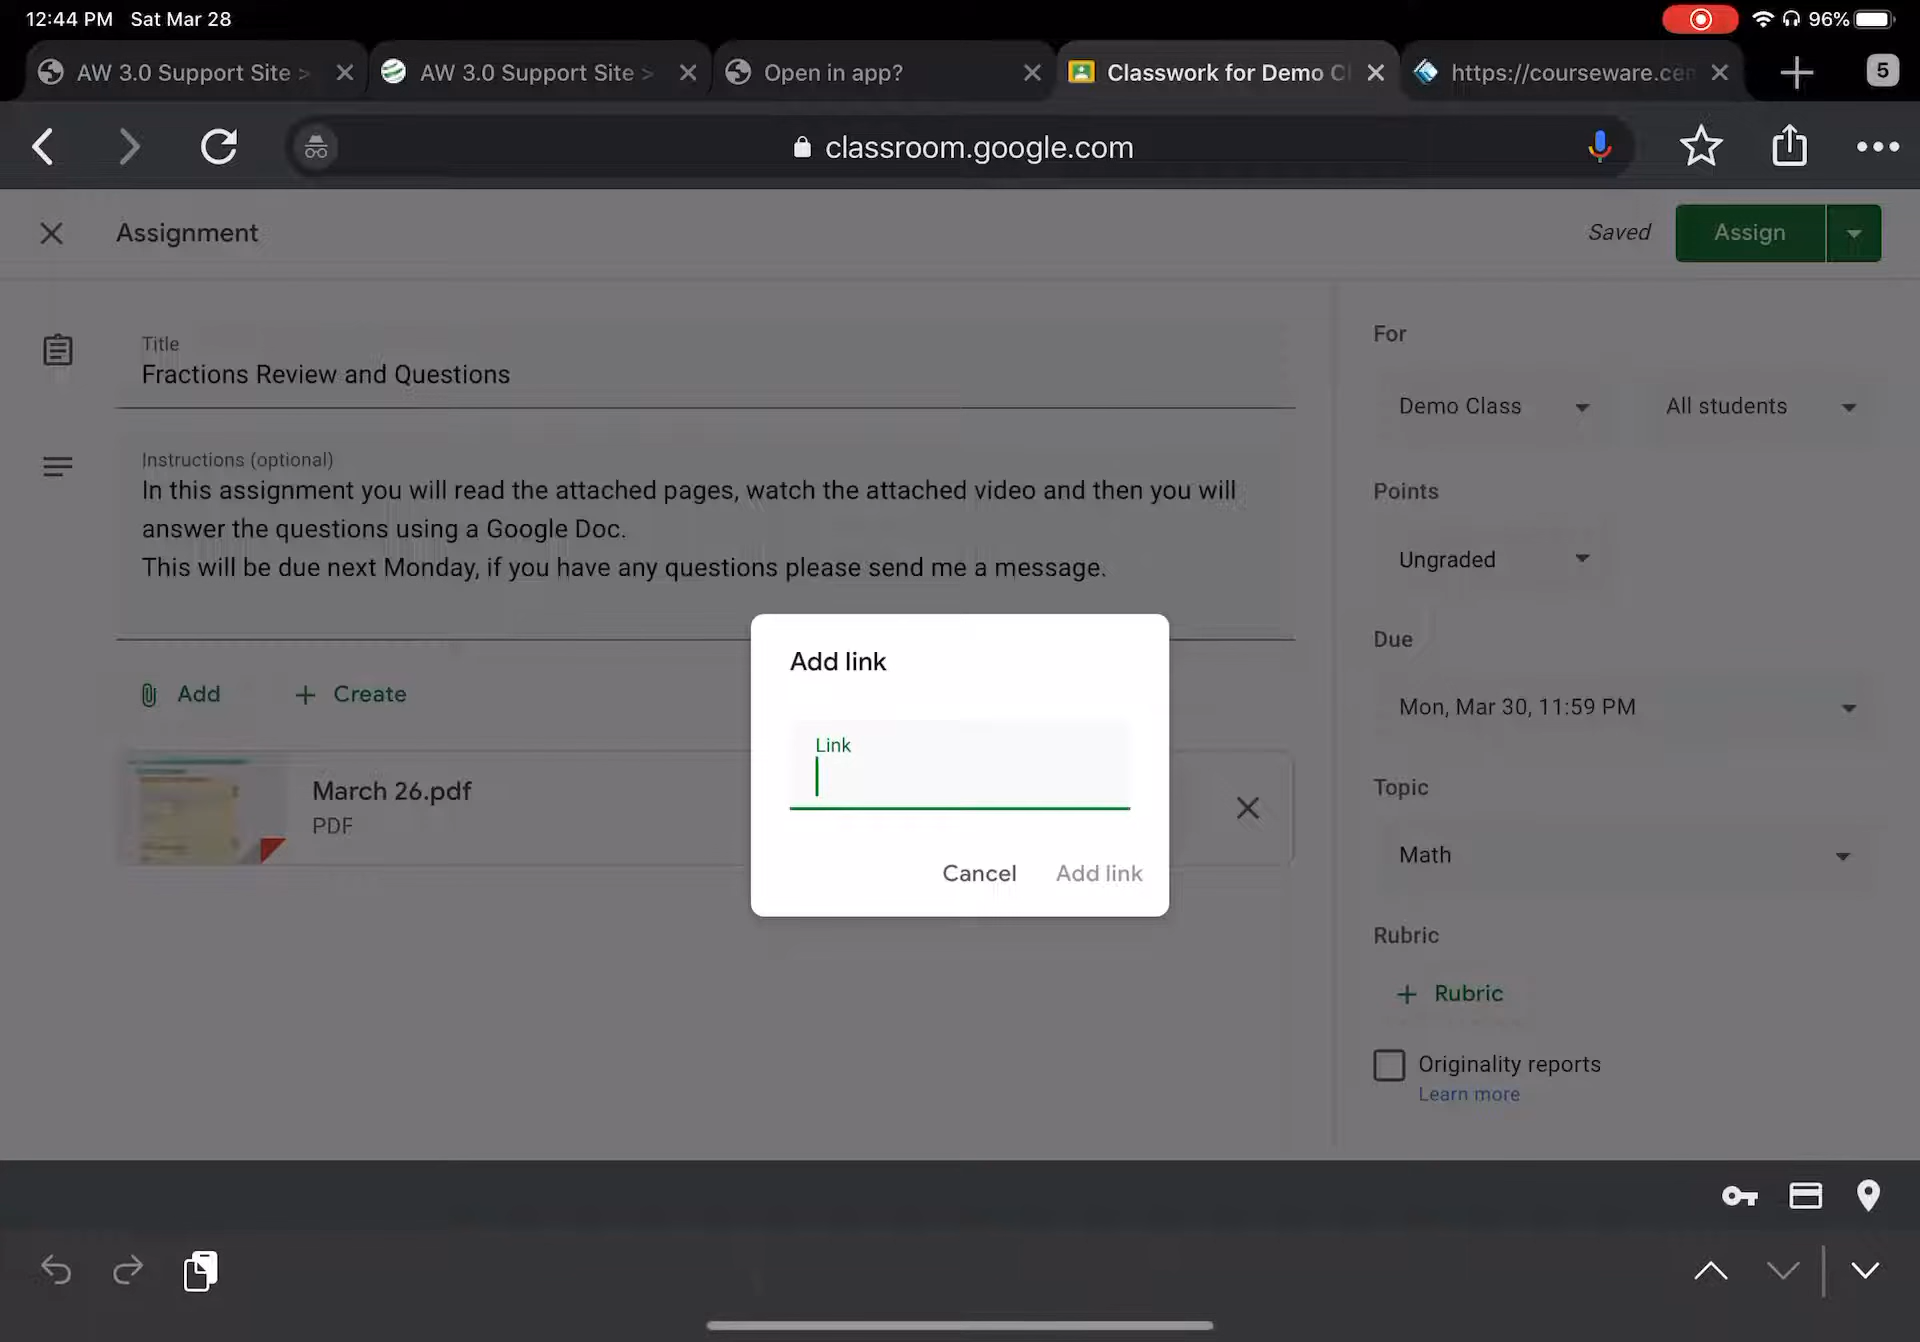 12:44 PM Sat Mar 28
96%
AW 3.0 Support Site >
AW 3.0 Support Site >
Open in app?
Classwork for Demo Cl
https://courseware.cen
5
classroom.google.com
Assignment
Saved
Assign
Title
Fractions Review and Questions
Instructions (optional)
In this assignment you will read the attached pages, watch the attached video and then you will
answer the questions using a Google Doc.
This will be due next Monday, if you have any questions please send me a message.
Add
Create
March 26.pdf
PDF
Add link
Link
Cancel
Add link
For
Demo Class
All students
Points
Ungraded
Due
Mon, Mar 30, 11:59 PM
Topic
Math
Rubric
Rubric
Originality reports
Learn more